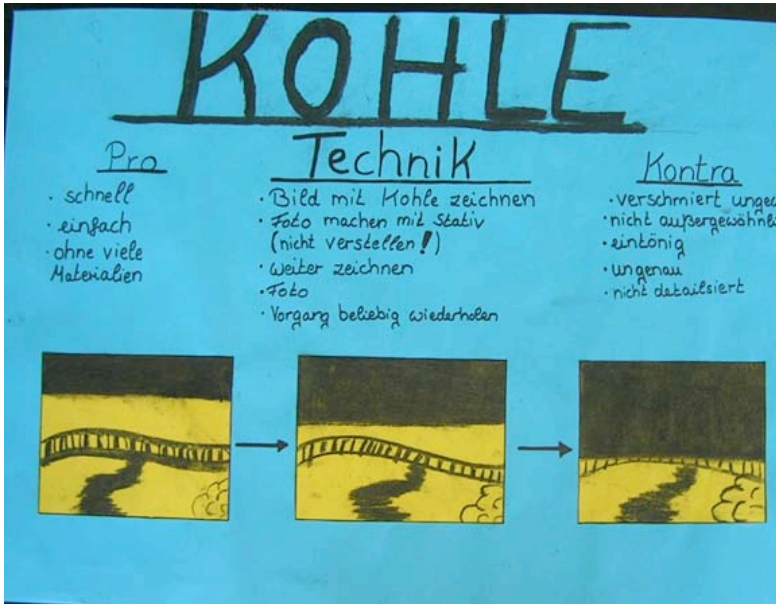 KOHLE
Pro
· schnell
· einfach
· ohne viele
Materialien
Technik
· Bild mit Kohle zeichnen
· Foto machen mit Stativ
(nicht verstellen!)
· weiter zeichnen
· Foto
· Vorgang beliebig wiederholen
Kontra
· verschmiert
· nicht
· eintönig
· ungenau
· nicht detailsiert